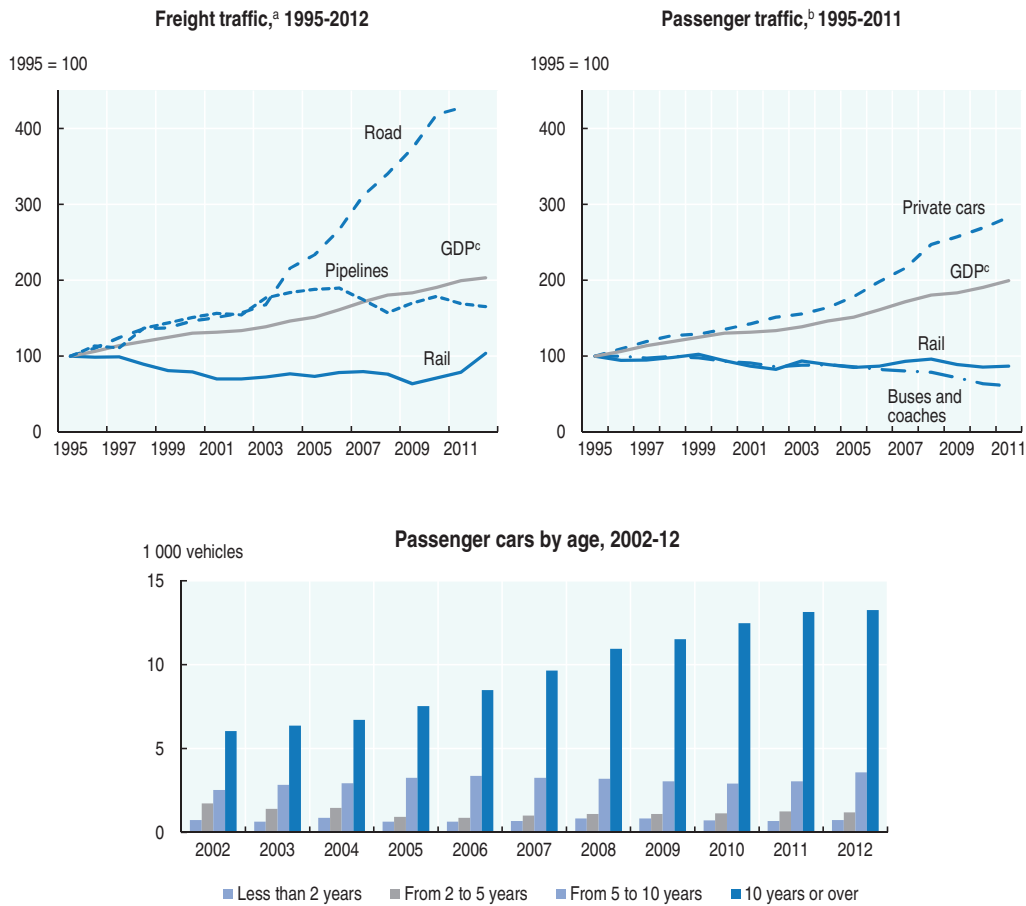 Freight traffic,ᵃ 1995-2012
1995 = 100
400
300
200
100
0
Road
GDPᶜ
Pipelines
Rail
1995 1997 1999 2001 2003 2005 2007 2009 2011
Passenger traffic,ᵇ 1995-2011
1995 = 100
400
300
200
100
0
Private cars
GDPᶜ
Rail
Buses and
coaches
1995 1997 1999 2001 2003 2005 2007 2009 2011
Passenger cars by age, 2002-12
1 000 vehicles
15
10
5
0
2002 2003 2004 2005 2006 2007 2008 2009 2010 2011 2012
Less than 2 years From 2 to 5 years From 5 to 10 years 10 years or over